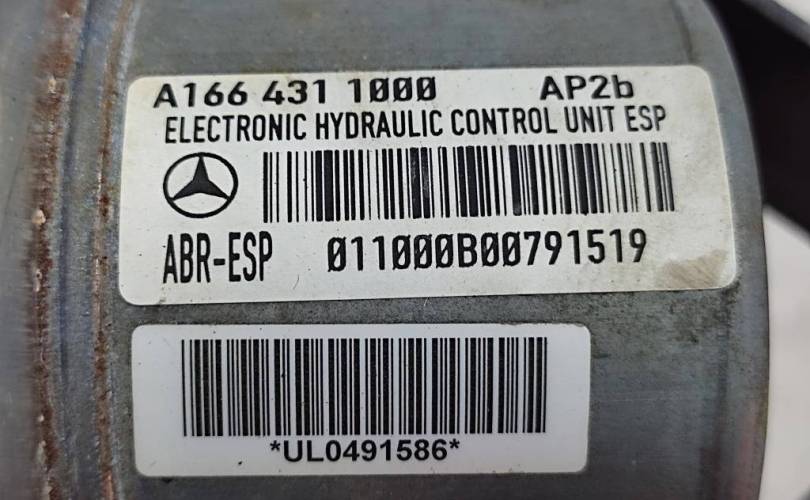 A166 431 1000 AP2b
ELECTRONIC HYDRAULIC CONTROL UNIT ESP
ABR-ESP 011000B00791519
*UL0491586*